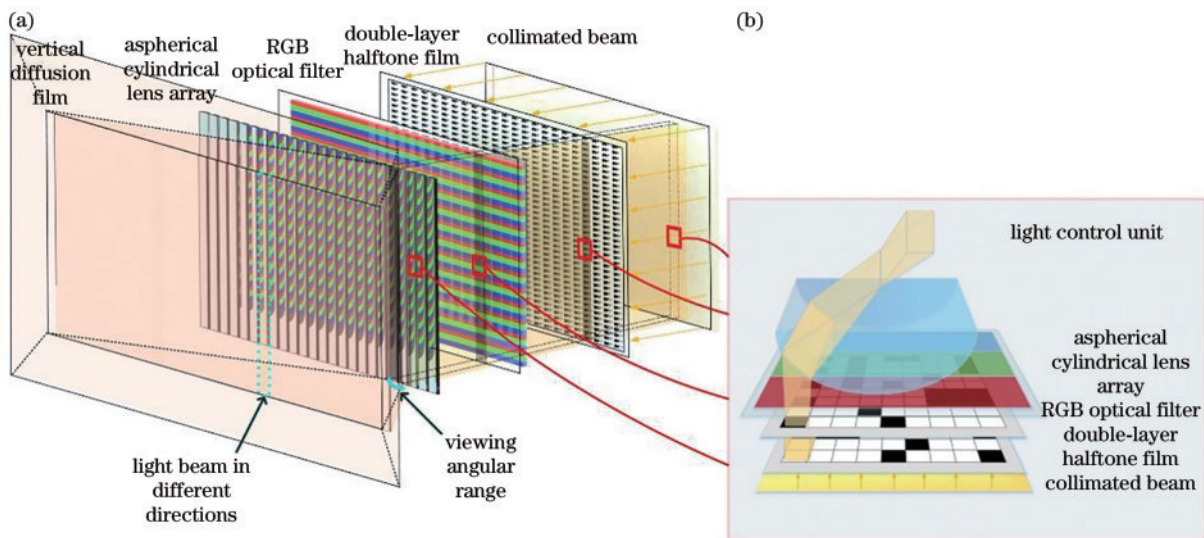 (a)
vertical
diffusion
film
aspherical
cylindrical
lens array
RGB
optical filter
double-layer
halftone film
collimated beam
light beam in
different
directions
viewing
angular
range
(b)
light control unit
aspherical
cylindrical lens
array
RGB optical filter
double-layer
halftone film
collimated beam